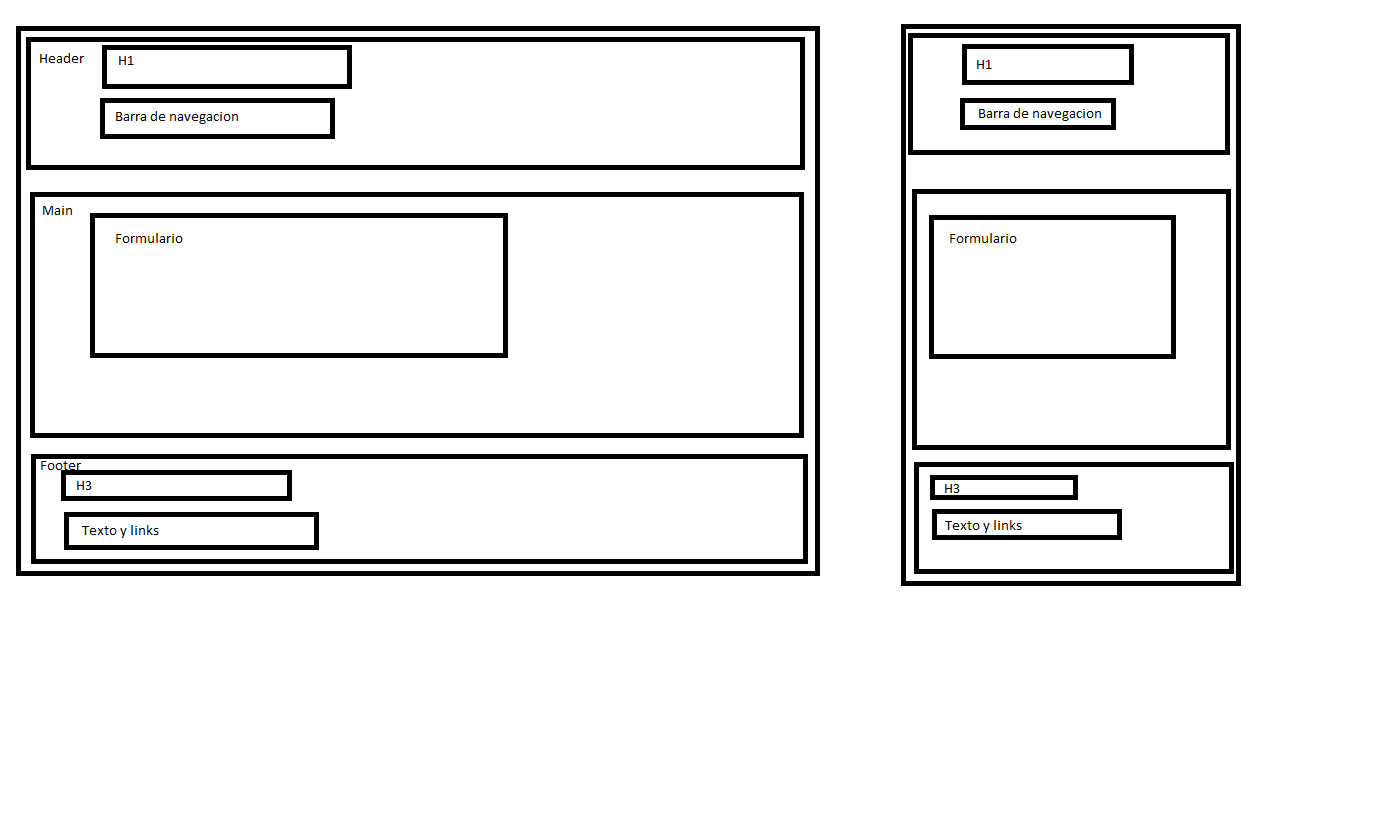 Header
H1
Barra de navegacion
Main
Formulario
Footer
H3
Texto y links
H1
Barra de navegacion
Formulario
H3
Texto y links